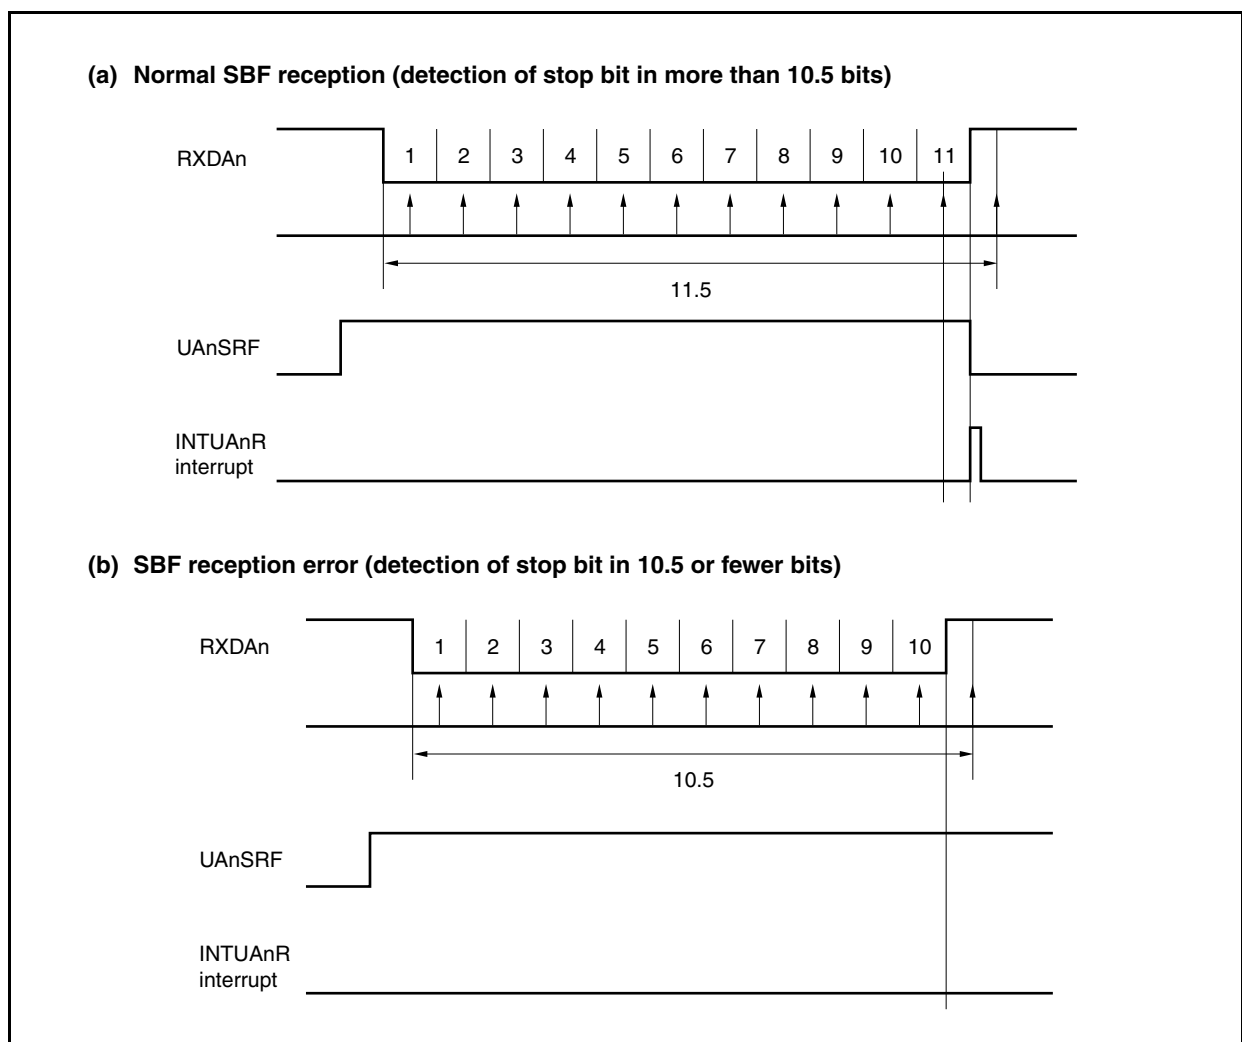 (a) Normal SBF reception (detection of stop bit in more than 10.5 bits)
RXDAn
1 2 3 4 5 6 7 8 9 10 11
11.5
UAnSRF
INTUAnR
interrupt
(b) SBF reception error (detection of stop bit in 10.5 or fewer bits)
RXDAn
1 2 3 4 5 6 7 8 9 10
10.5
UAnSRF
INTUAnR
interrupt